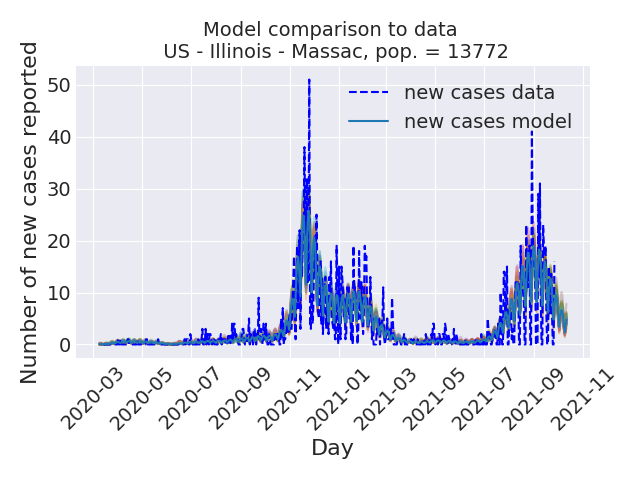 Model comparison to data
US - Illinois - Massac, pop. = 13772
Number of new cases reported
50
40
30
20
10
0
new cases data
new cases model
2020-03
2020-05
2020-07
2020-09
2020-11
2021-01
2021-03
2021-05
2021-07
2021-09
2021-11
Day